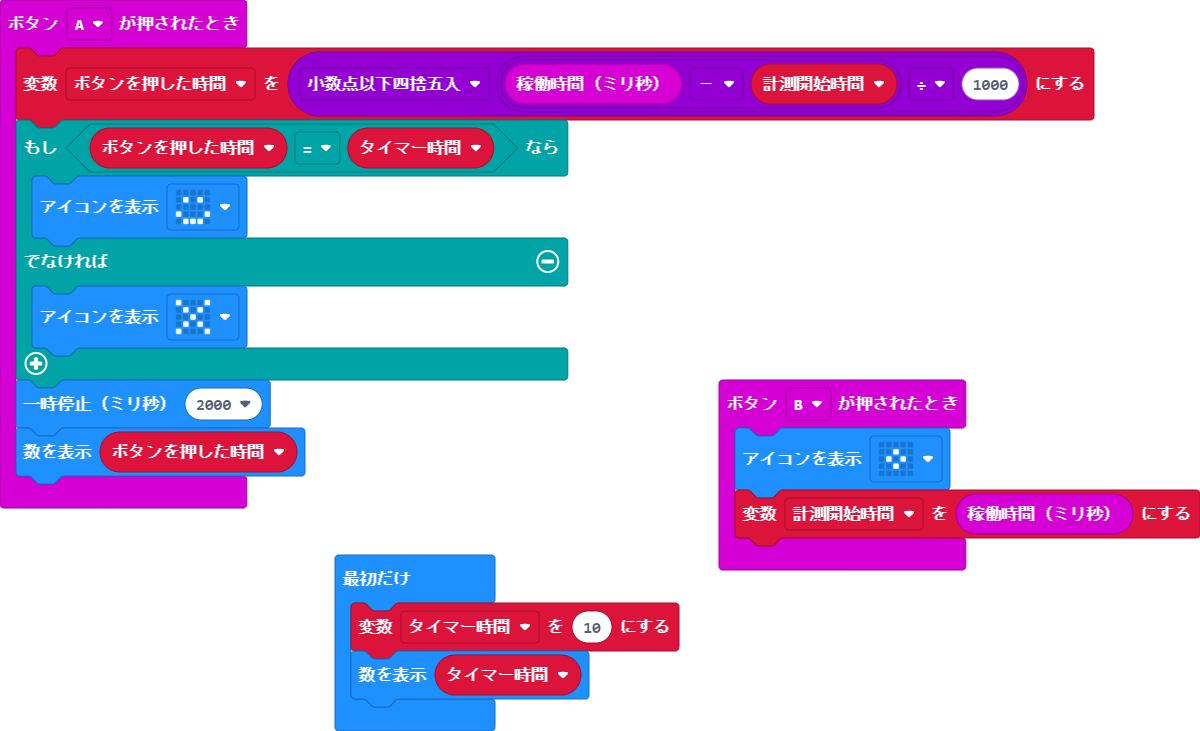 ボタン A が押されたとき
変数 ボタンを押した時間 を 小数点以下四捨五入 稼働時間（ミリ秒） － 計測開始時間 ÷ 1000 にする
もし ボタンを押した時間 = タイマー時間 なら
アイコンを表示
でなければ
アイコンを表示
一時停止（ミリ秒） 2000
数を表示 ボタンを押した時間
ボタン B が押されたとき
アイコンを表示
変数 計測開始時間 を 稼働時間（ミリ秒） にする
最初だけ
変数 タイマー時間 を 10 にする
数を表示 タイマー時間